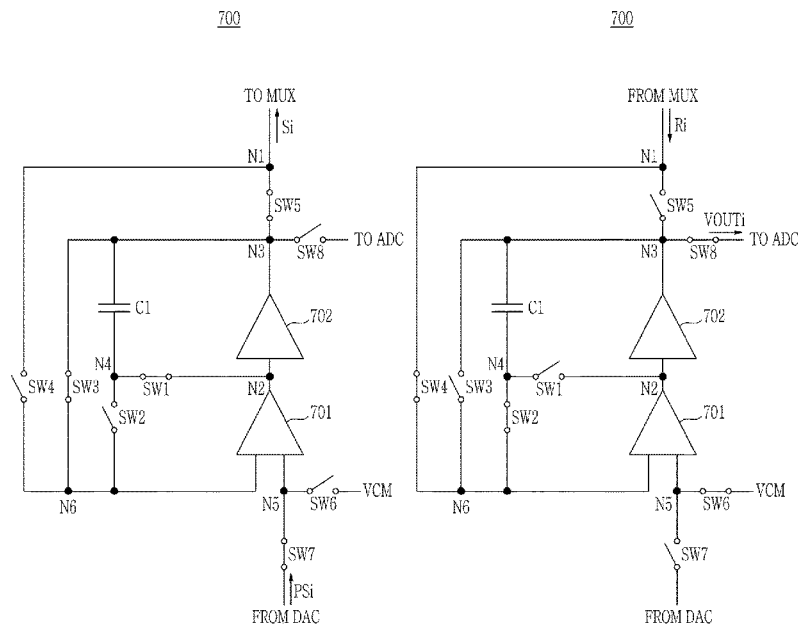 700
TO MUX
Si
N1
SW5
N3
SW8
TO ADC
C1
702
N4
SW1
N2
SW4
SW3
SW2
701
N6
N5
SW6
VCM
SW7
PSi
FROM DAC
700
FROM MUX
Ri
N1
SW5
VOUTi
N3
SW8
TO ADC
C1
702
N4
SW1
N2
SW4
SW3
SW2
701
N6
N5
SW6
VCM
SW7
FROM DAC